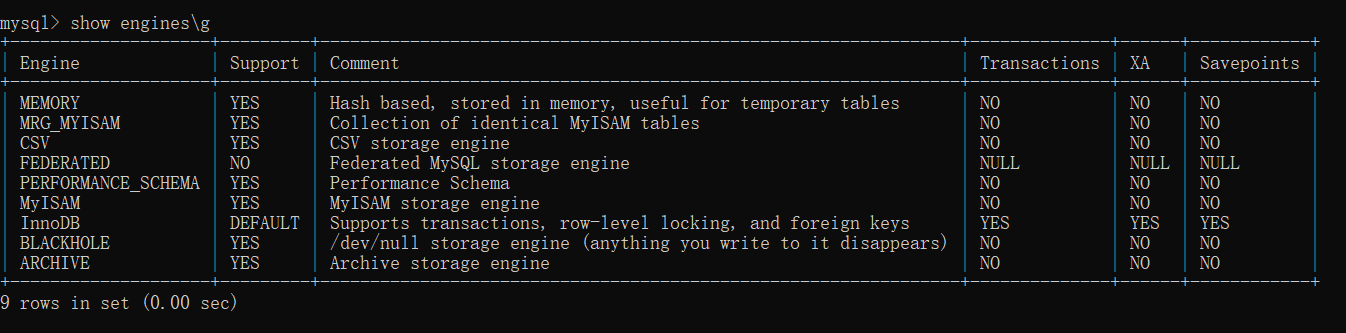 mysql> show engines\g
+--------------------+---------+----------------------------------------------------------------+--------------+------+------------+
| Engine             | Support | Comment                                                        | Transactions | XA   | Savepoints |
+--------------------+---------+----------------------------------------------------------------+--------------+------+------------+
| MEMORY             | YES     | Hash based, stored in memory, useful for temporary tables      | NO           | NO   | NO         |
| MRG_MYISAM         | YES     | Collection of identical MyISAM tables                          | NO           | NO   | NO         |
| CSV                | YES     | CSV storage engine                                             | NO           | NO   | NO         |
| FEDERATED          | NO      | Federated MySQL storage engine                                 | NULL         | NULL | NULL       |
| PERFORMANCE_SCHEMA | YES     | Performance Schema                                             | NO           | NO   | NO         |
| MyISAM             | YES     | MyISAM storage engine                                          | NO           | NO   | NO         |
| InnoDB             | DEFAULT | Supports transactions, row-level locking, and foreign keys     | YES          | YES  | YES        |
| BLACKHOLE          | YES     | /dev/null storage engine (anything you write to it disappears) | NO           | NO   | NO         |
| ARCHIVE            | YES     | Archive storage engine                                         | NO           | NO   | NO         |
+--------------------+---------+----------------------------------------------------------------+--------------+------+------------+
9 rows in set (0.00 sec)